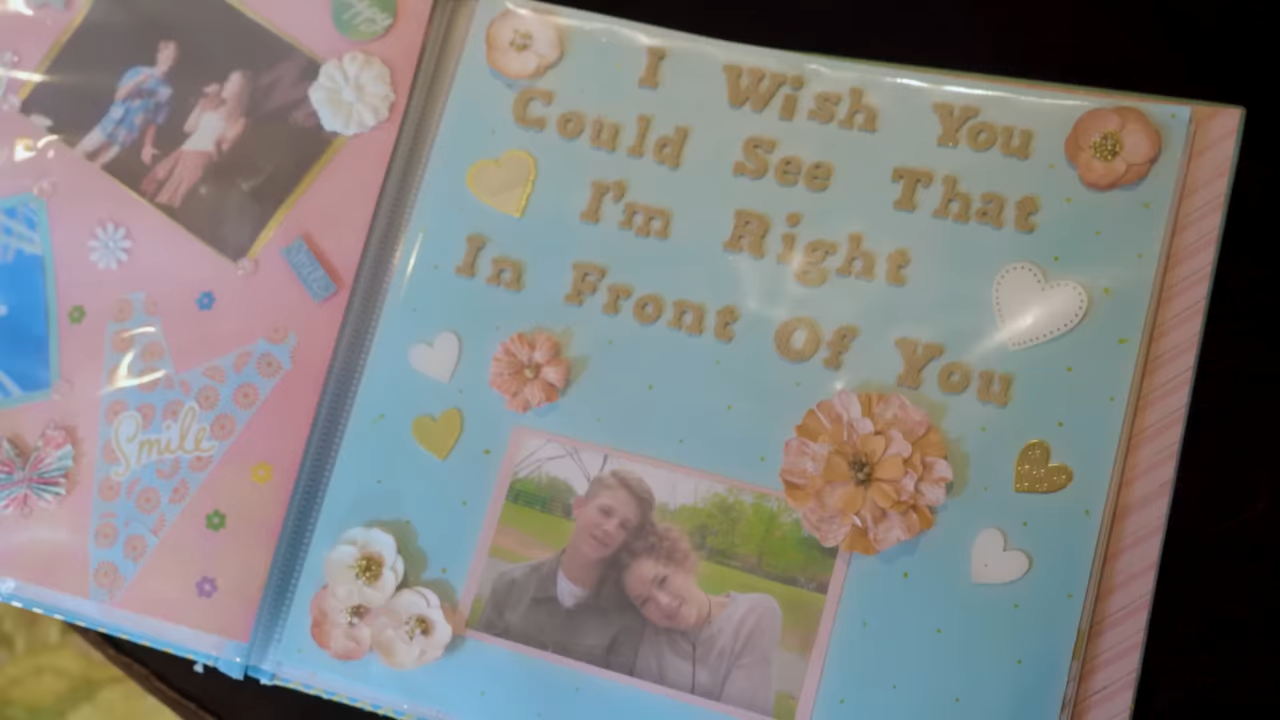 Smile
I Wish You
Could See That
I'm Right
In Front Of You